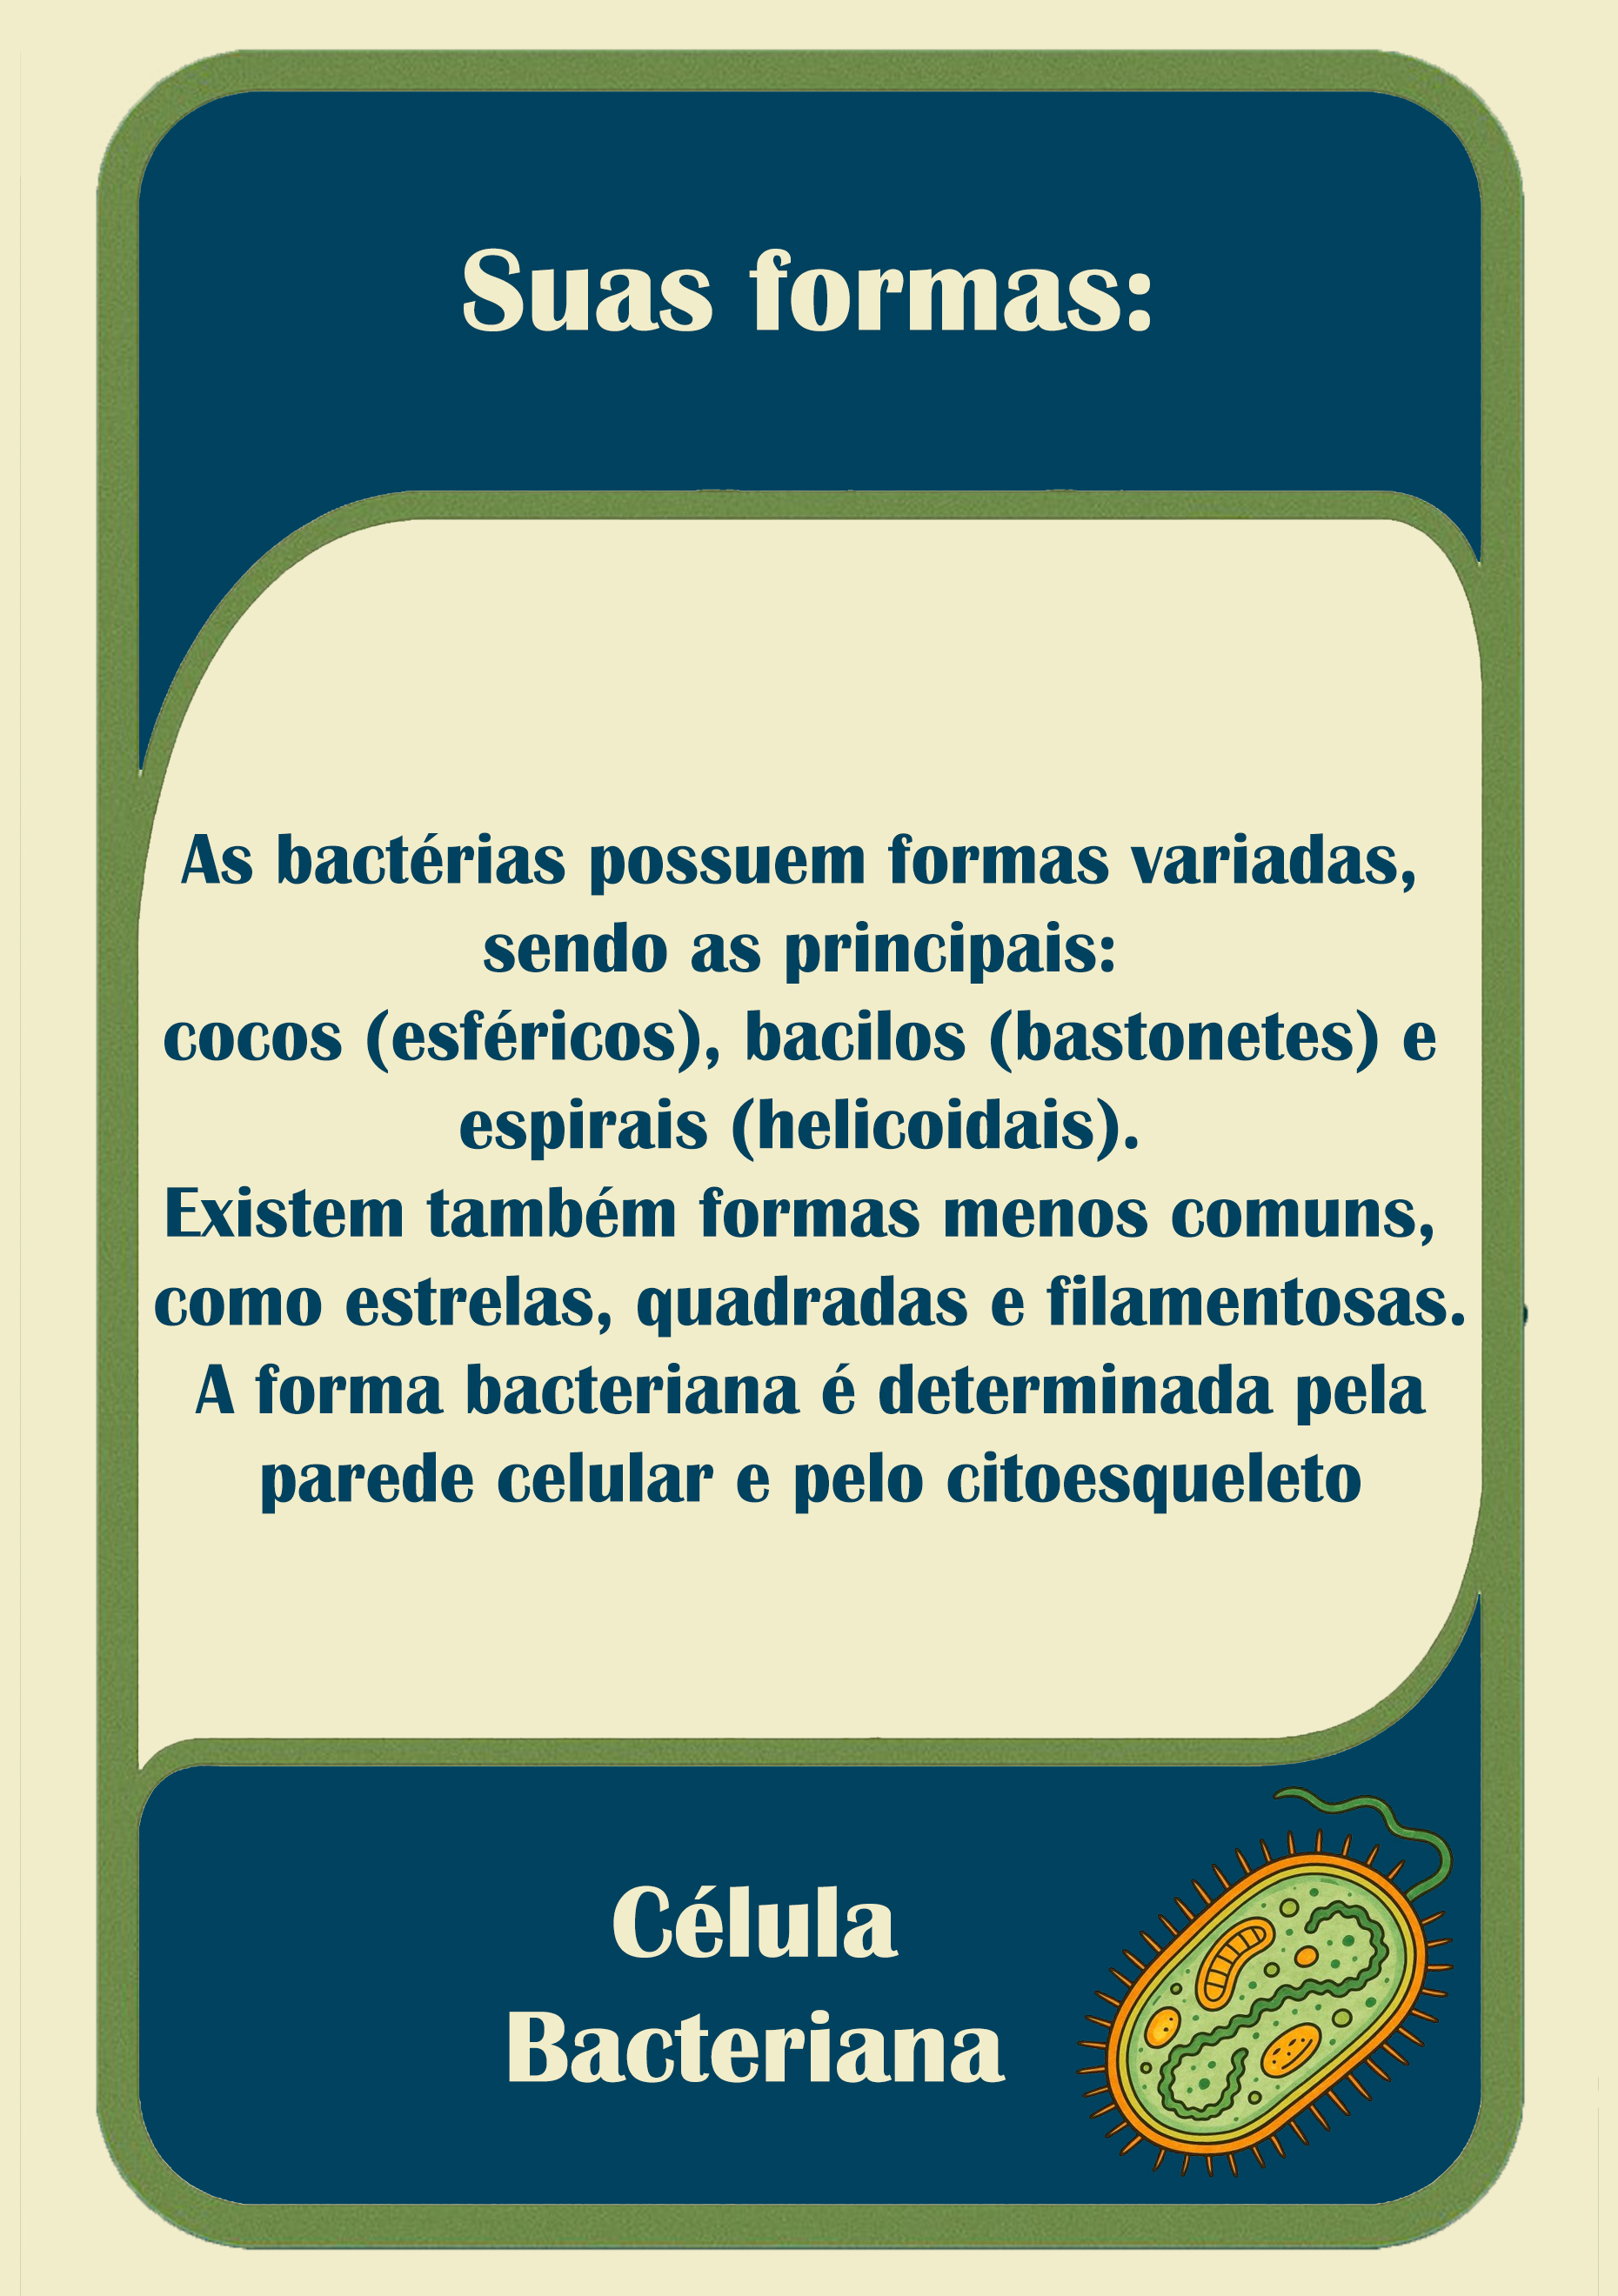 Suas formas:
As bactérias possuem formas variadas,
sendo as principais:
cocos (esféricos), bacilos (bastonetes) e
espirais (helicoidais).
Existem também formas menos comuns,
como estrelas, quadradas e filamentosas.
A forma bacteriana é determinada pela
parede celular e pelo citoesqueleto
Célula
Bacteriana